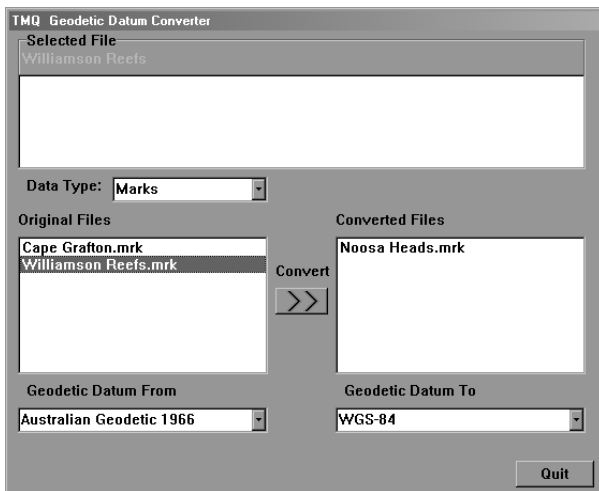 TMQ Geodetic Datum Converter
Selected File
Williamson Reefs
Data Type: Marks
Original Files
Converted Files
Cape Grafton.mrk
Williamson Reefs.mrk
Noosa Heads.mrk
Convert
>>
Geodetic Datum From
Geodetic Datum To
Australian Geodetic 1966
WGS-84
Quit